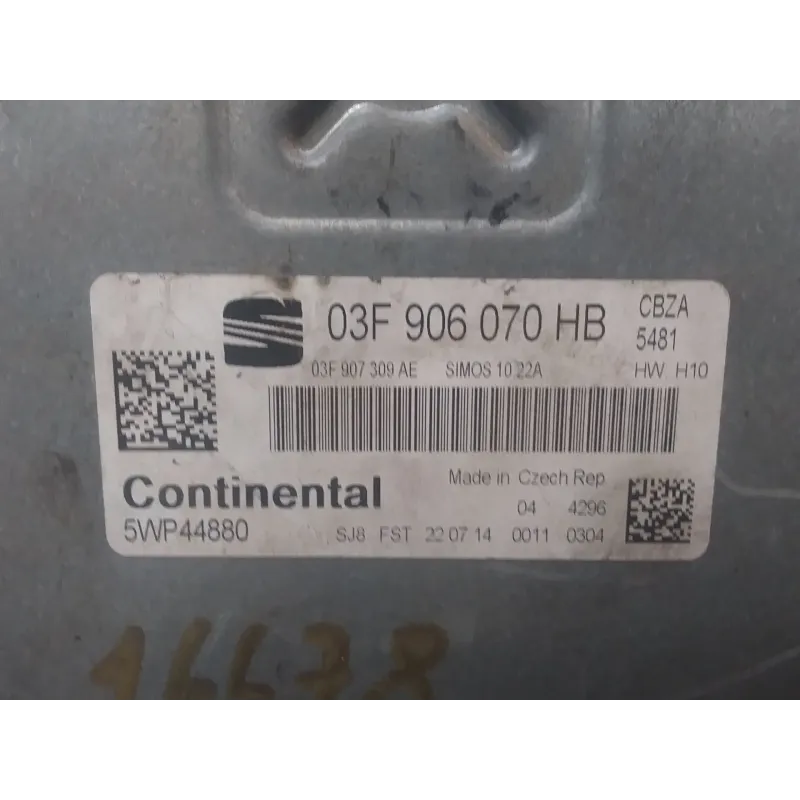 03F 906 070 HB
CBZA
5481
03F 907 309 AE SIMOS 10 22A HW H10
Continental
Made in Czech Rep
04 4296
5WP44880
SJ8 FST 22 07 14 0011 0304
16678